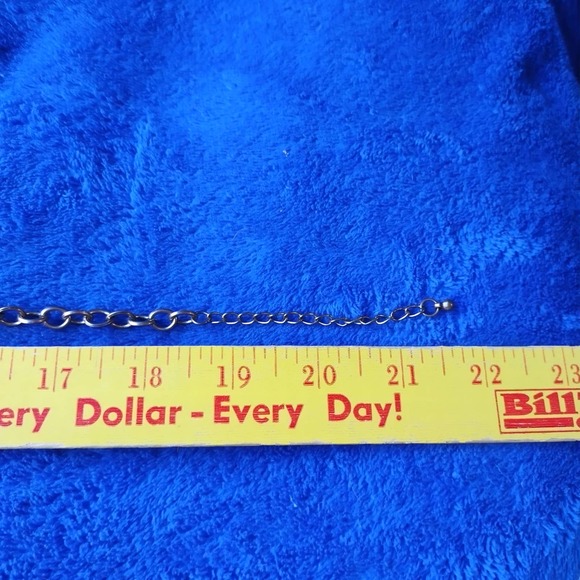 17 18 19 20 21 22 23
ery Dollar - Every Day! Bill